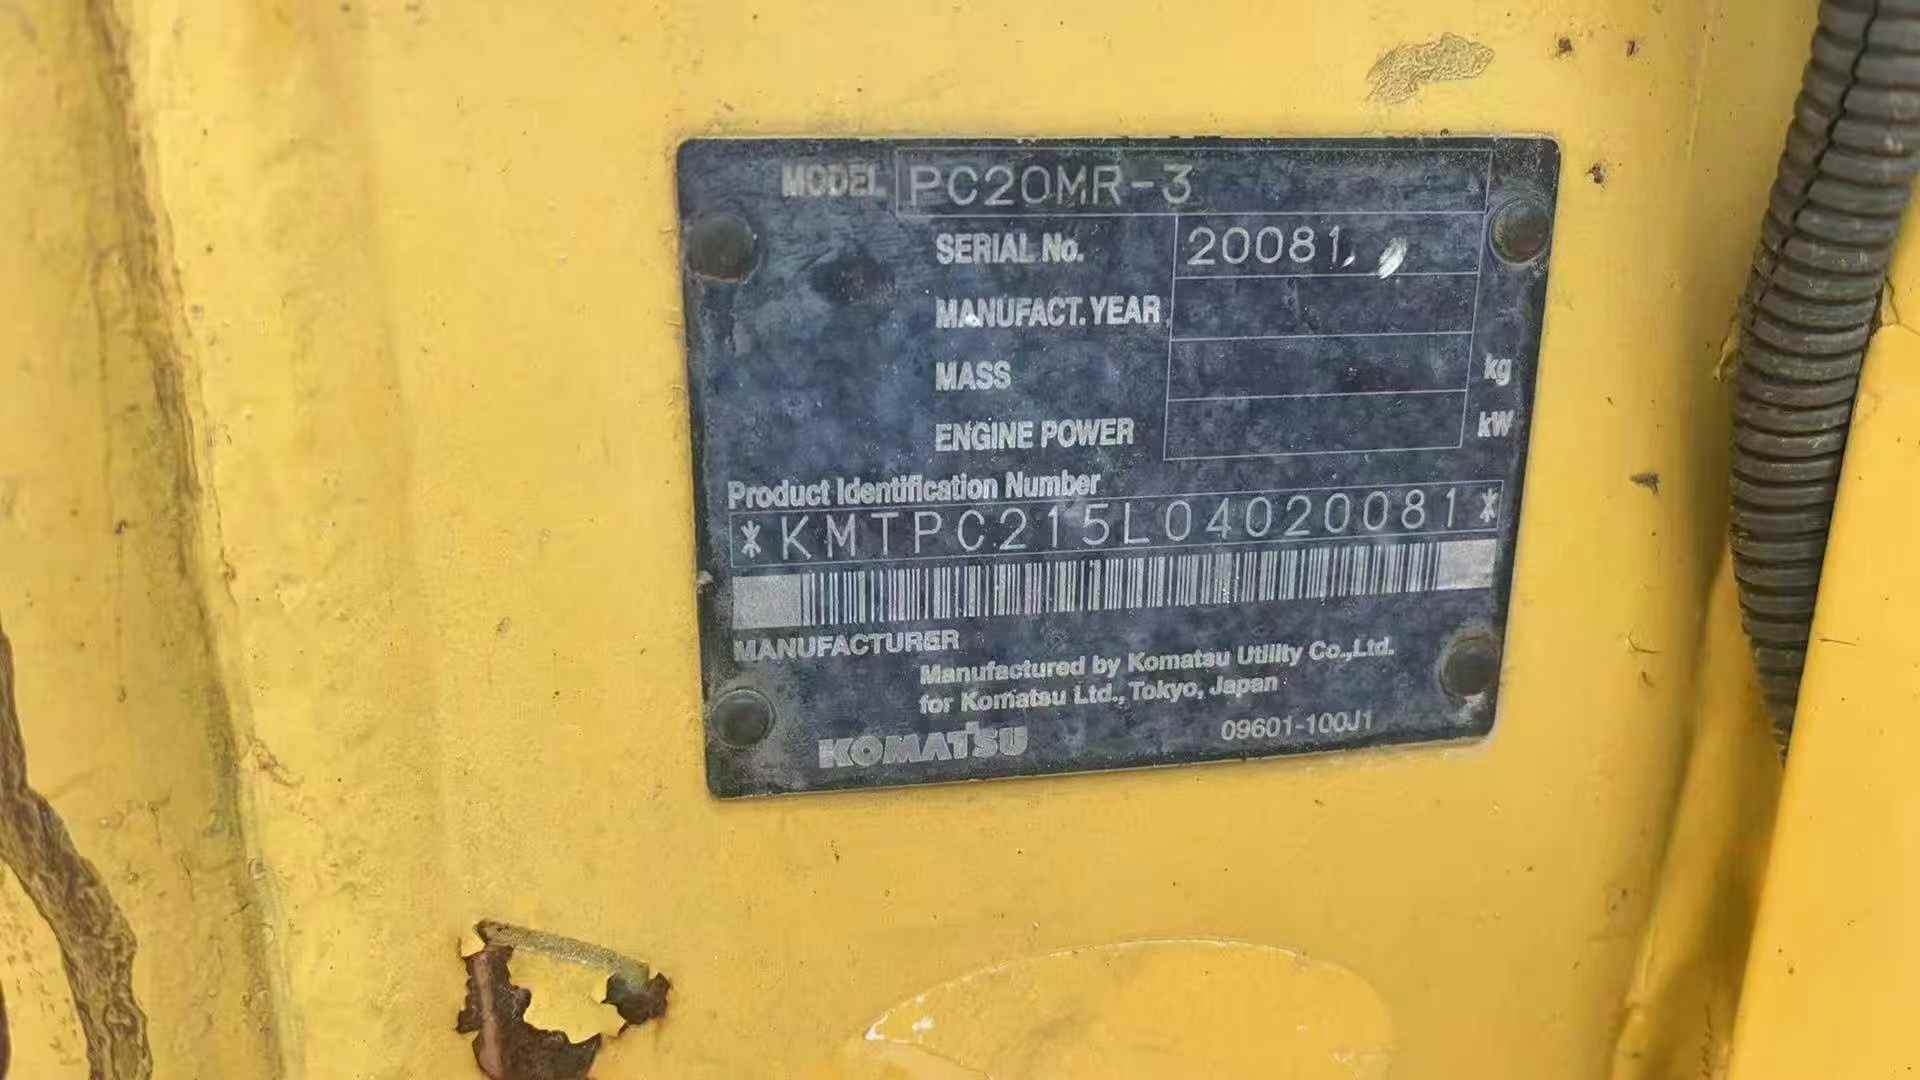 MODEL PC20MR-3
SERIAL No. 20081
MANUFACT. YEAR
MASS kg
ENGINE POWER kW
Product Identification Number
*KMTPC215L04020081*
MANUFACTURER
Manufactured by Komatsu Utility Co.,Ltd.
for Komatsu Ltd., Tokyo, Japan
KOMATSU 09601-100J1